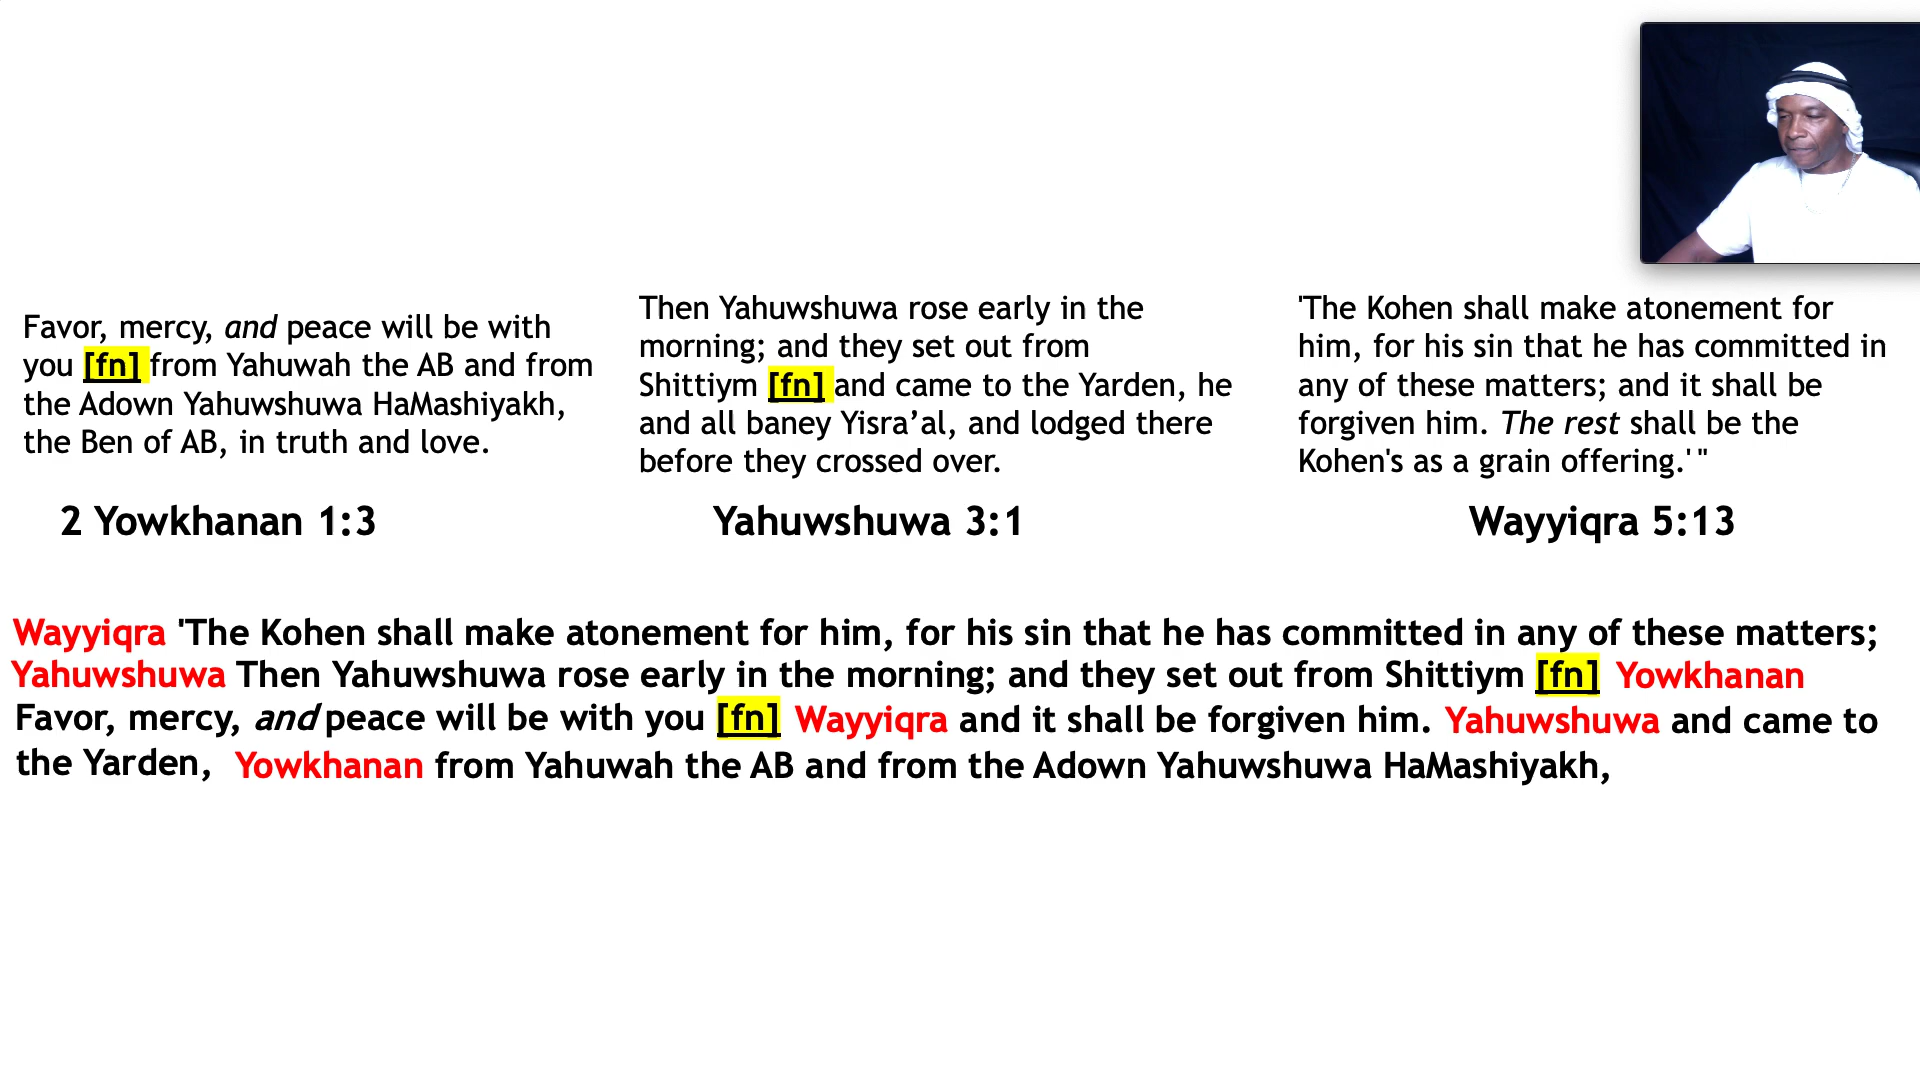 Favor, mercy, and peace will be with
you [fn] from Yahuwah the AB and from
the Adown Yahuwshuwa HaMashiyakh,
the Ben of AB, in truth and love.
2 Yowkhanan 1:3
Then Yahuwshuwa rose early in the
morning; and they set out from
Shittiym [fn] and came to the Yarden, he
and all baney Yisra’al, and lodged there
before they crossed over.
Yahuwshuwa 3:1
'The Kohen shall make atonement for
him, for his sin that he has committed in
any of these matters; and it shall be
forgiven him. The rest shall be the
Kohen's as a grain offering.' "
Wayyiqra 5:13
Wayyiqra 'The Kohen shall make atonement for him, for his sin that he has committed in any of these matters;
Yahuwshuwa Then Yahuwshuwa rose early in the morning; and they set out from Shittiym [fn] Yowkhanan
Favor, mercy, and peace will be with you [fn] Wayyiqra and it shall be forgiven him. Yahuwshuwa and came to
the Yarden, Yowkhanan from Yahuwah the AB and from the Adown Yahuwshuwa HaMashiyakh,